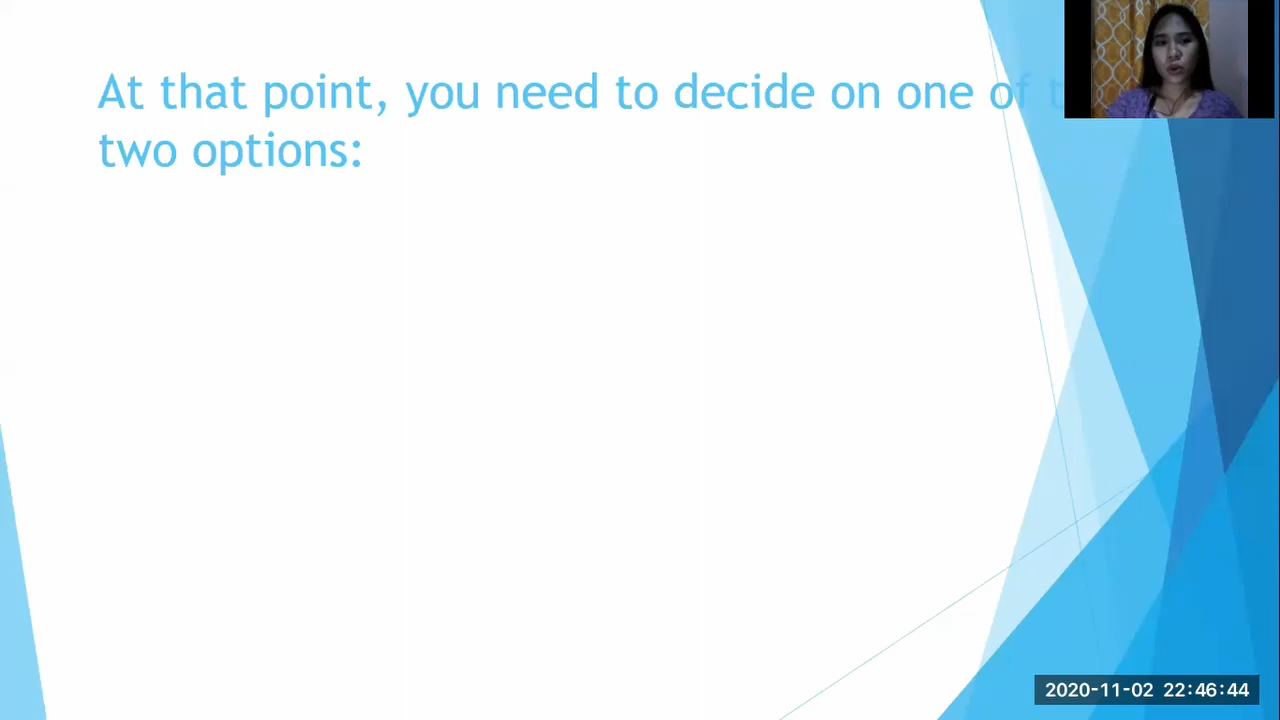 At that point, you need to decide on one of
two options:
2020-11-02 22:46:44